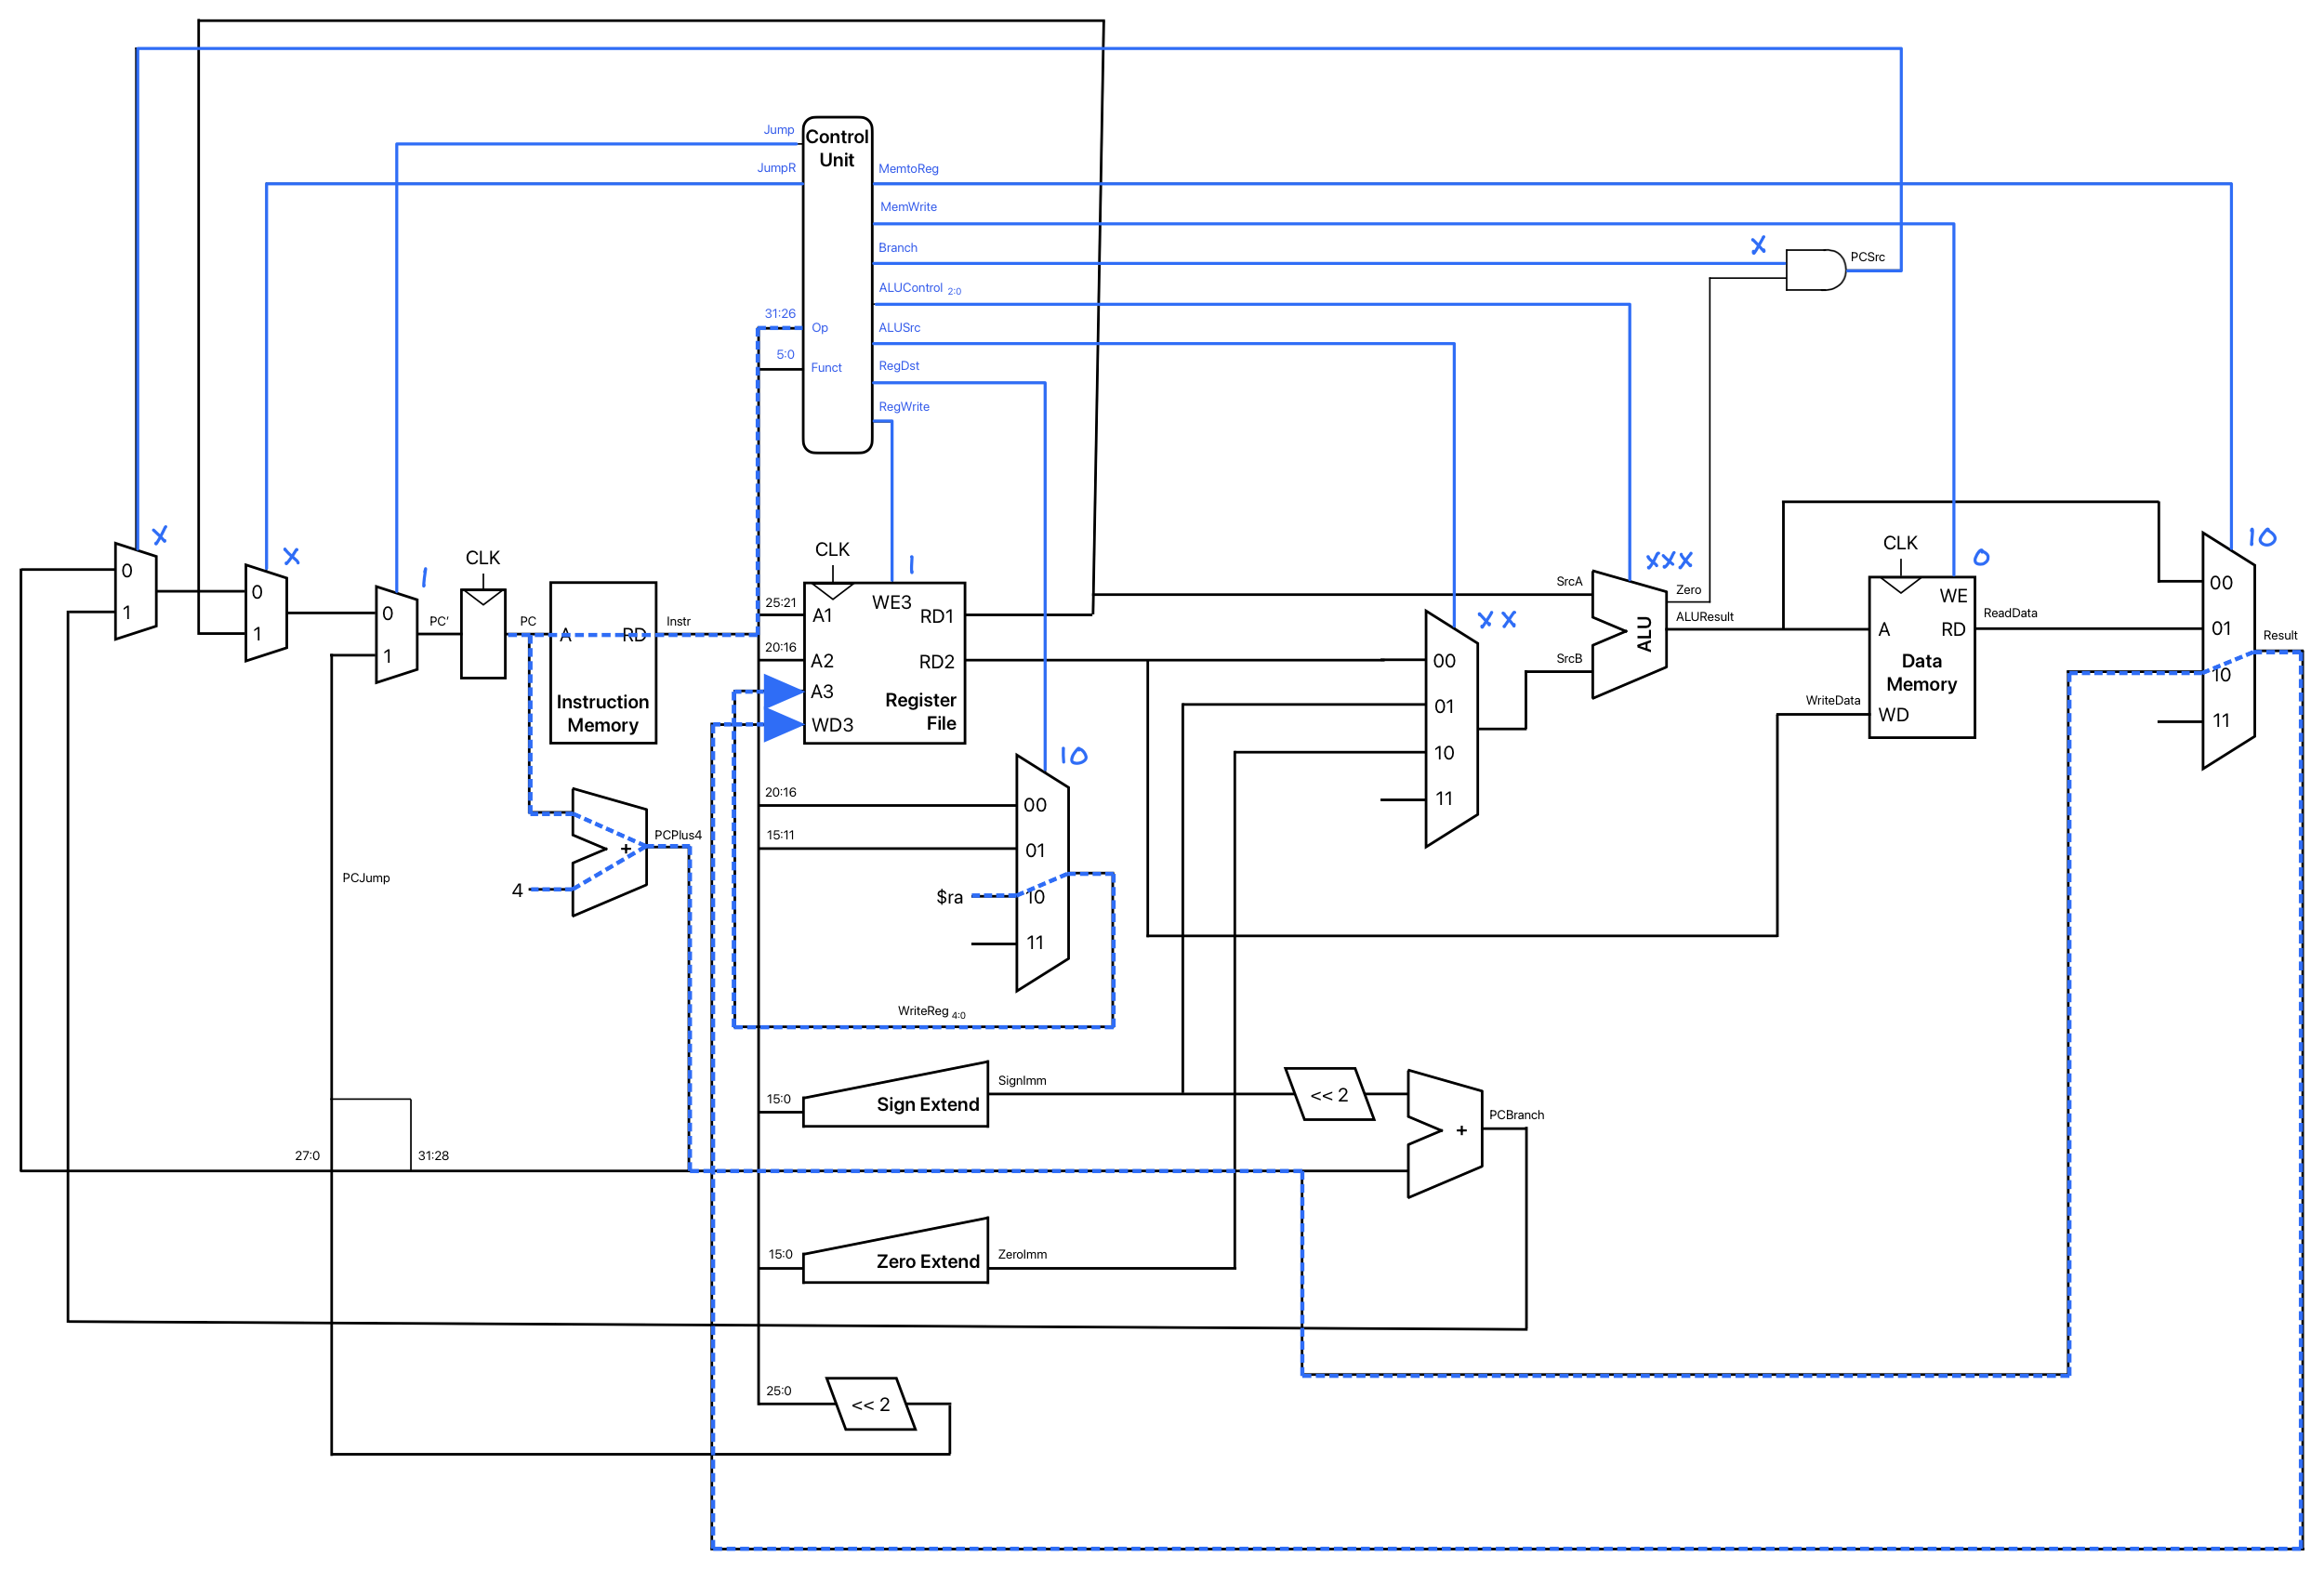 Control
Unit
Jump
JumpR
MemtoReg
MemWrite
Branch
X
PCSrc
ALUControl 2:0
31:26
Op
ALUSrc
5:0
Funct
RegDst
RegWrite
X
X
1
CLK
CLK
1
XXX
CLK
0
10
0
1
0
1
0
1
PC'
PC
A
RD
Instr
Instruction
Memory
25:21
A1
WE3
RD1
20:16
A2
RD2
A3
Register
File
WD3
SrcA
SrcB
ALU
Zero
ALUResult
XX
00
01
10
11
WE
A
RD
Data
Memory
WD
ReadData
WriteData
00
01
10
11
Result
10
20:16
00
15:11
01
$ra
10
11
PCPlus4
+
4
PCJump
WriteReg 4:0
SignImm
15:0
Sign Extend
<< 2
PCBranch
+
27:0
31:28
15:0
Zero Extend
ZeroImm
25:0
<< 2